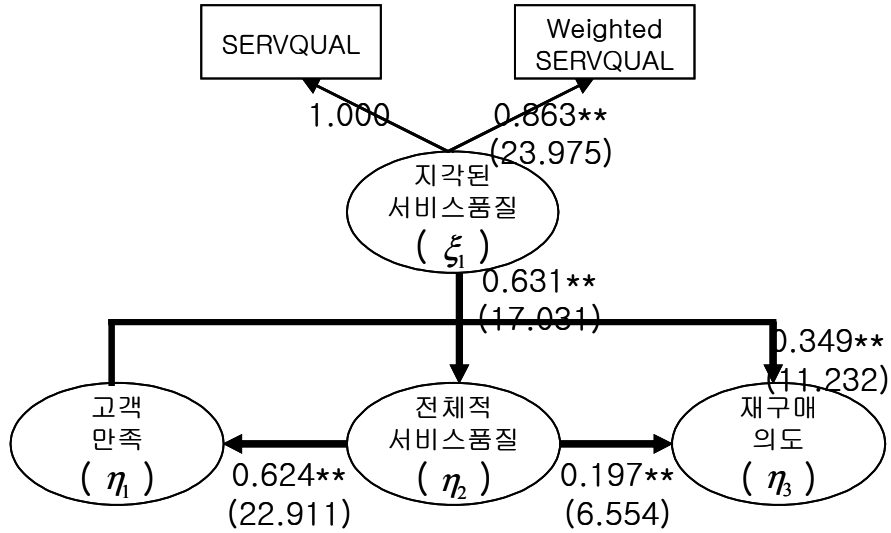 SERVQUAL
Weighted
SERVQUAL
1.000
0.863**
(23.975)
지각된
서비스품질
( ξ1 )
0.631**
(17.031)
0.349**
(11.232)
고객
만족
( η1 )
전체적
서비스품질
( η2 )
재구매
의도
( η3 )
0.624**
(22.911)
0.197**
(6.554)